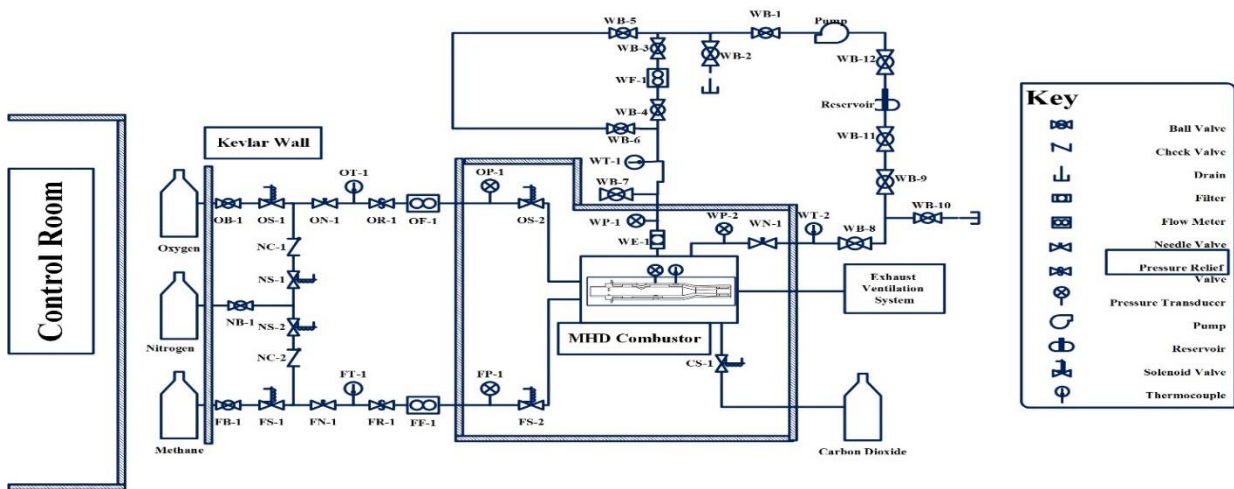 WB-5
WB-1
Pump
WB-3
WB-2
WB-12
WF-1
Reservoir
WB-4
WB-6
WB-11
WT-1
WB-9
WB-7
WB-10
WP-1
WP-2
WN-1
WT-2
WE-1
WB-8
Control Room
Kevlar Wall
OT-1
OP-1
OB-1
OS-1
ON-1
OR-1
OF-1
OS-2
Oxygen
NC-1
NS-1
NB-1
NS-2
Nitrogen
NC-2
FT-1
FP-1
FB-1
FS-1
FN-1
FR-1
FF-1
FS-2
Methane
MHD Combustor
Exhaust
Ventilation
System
CS-1
Carbon Dioxide
Key
Ball Valve
Check Valve
Drain
Filter
Flow Meter
Needle Valve
Pressure Relief
Valve
Pressure Transducer
Pump
Reservoir
Solenoid Valve
Thermocouple